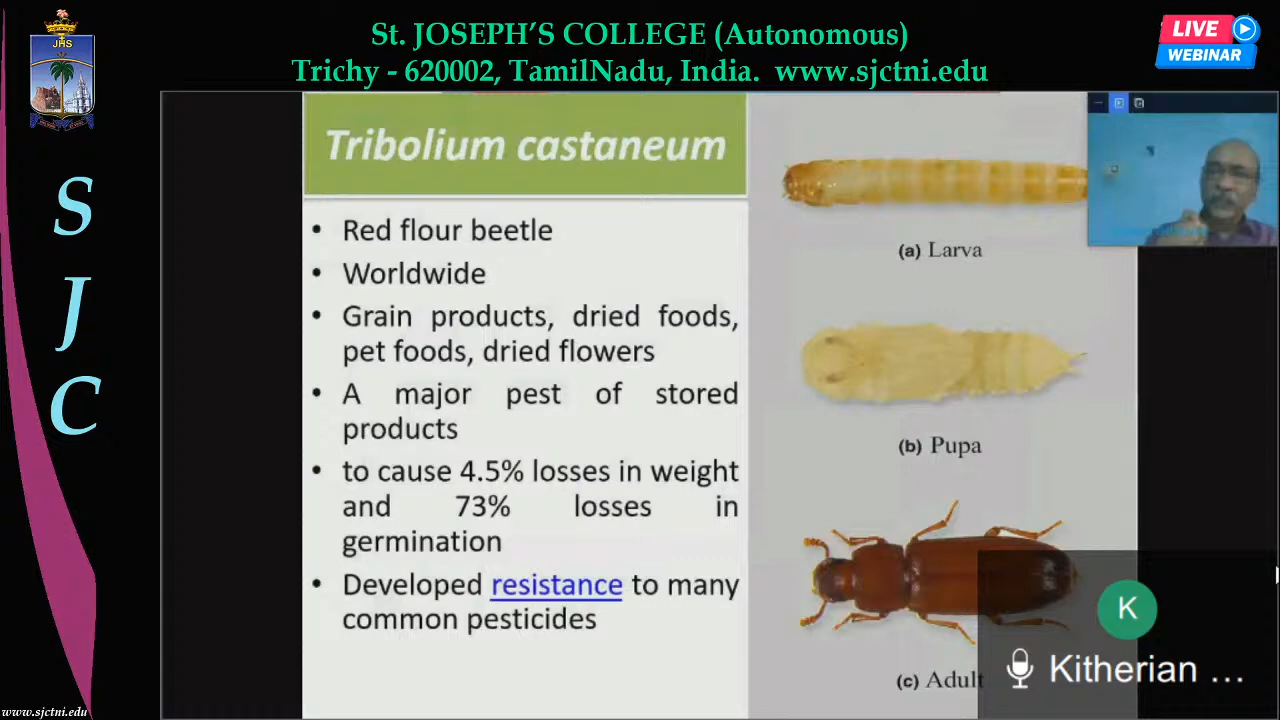 St. JOSEPH'S COLLEGE (Autonomous)
Trichy - 620002, TamilNadu, India. www.sjctni.edu
LIVE
WEBINAR
JHS
S
J
C
Tribolium castaneum
• Red flour beetle
• Worldwide
• Grain products, dried foods,
pet foods, dried flowers
• A major pest of stored
products
• to cause 4.5% losses in weight
and 73% losses in
germination
• Developed resistance to many
common pesticides
(a) Larva
(b) Pupa
(c) Adult
K
Kitherian ...
www.sjctni.edu